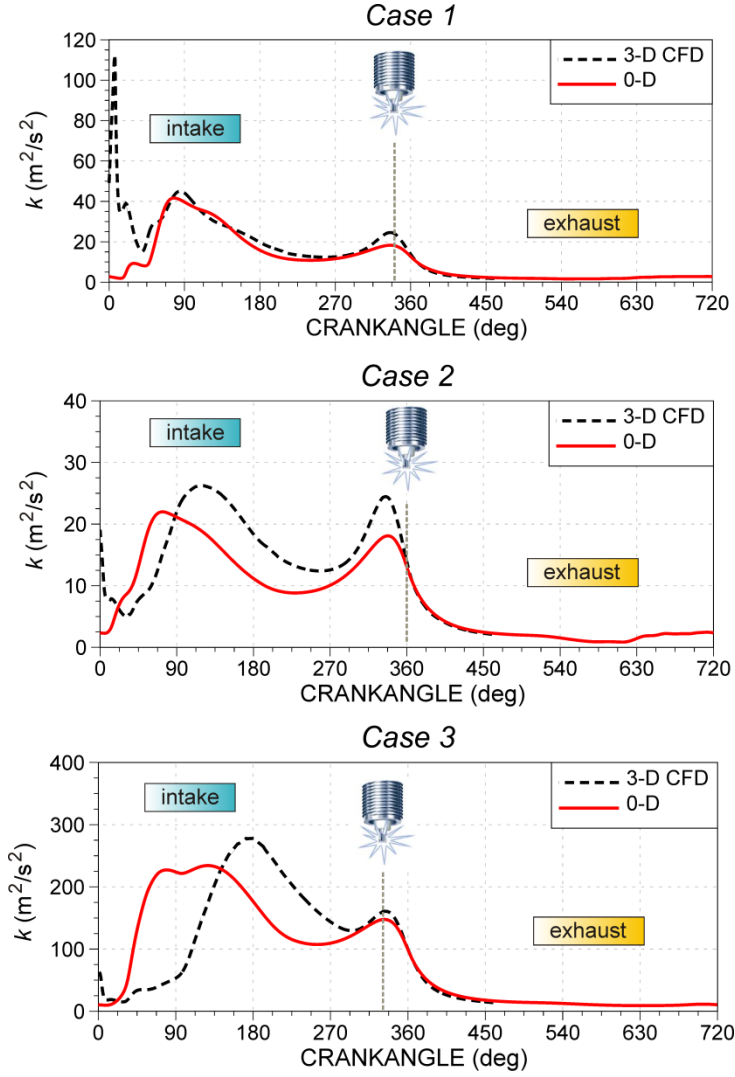 Case 1
120
100
80
60
40
20
0
k (m²/s²)
intake
3-D CFD
0-D
exhaust
0 90 180 270 360 450 540 630 720
CRANKANGLE (deg)
Case 2
40
30
20
10
0
k (m²/s²)
intake
3-D CFD
0-D
exhaust
0 90 180 270 360 450 540 630 720
CRANKANGLE (deg)
Case 3
400
300
200
100
0
k (m²/s²)
intake
3-D CFD
0-D
exhaust
0 90 180 270 360 450 540 630 720
CRANKANGLE (deg)